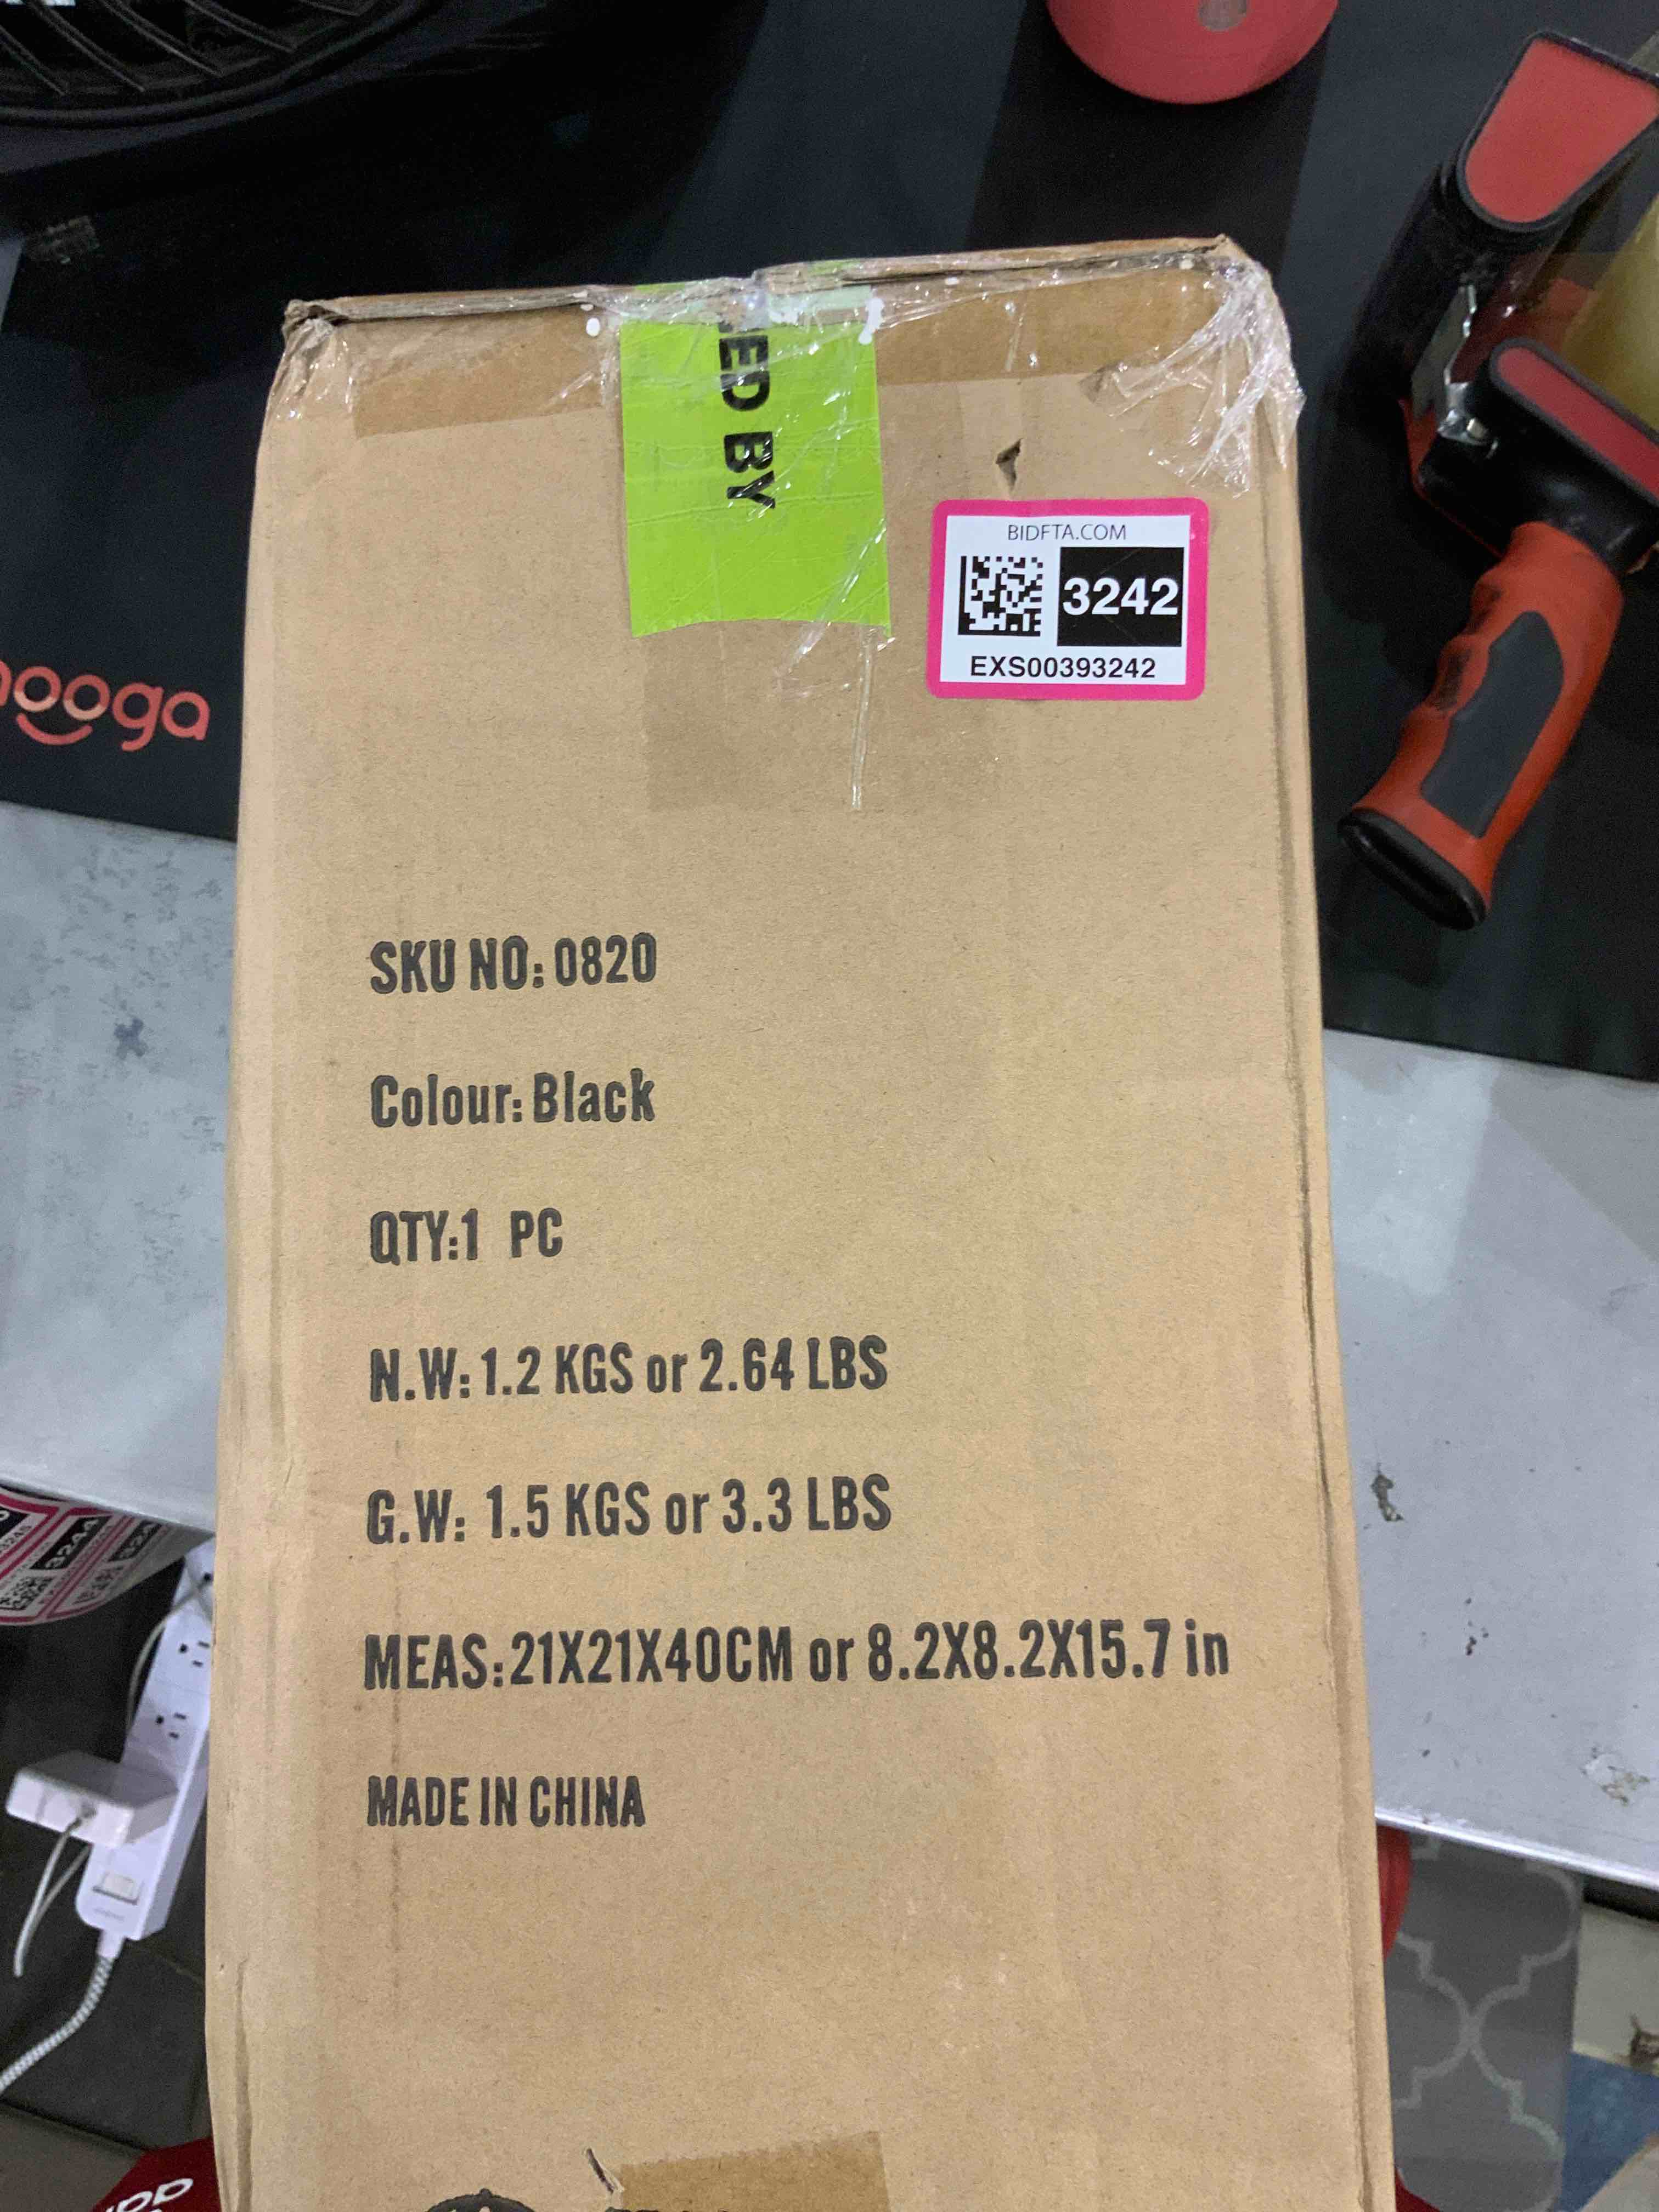 ED BY
BIDFTA.COM
3242
EXS00393242
ooga
SKU NO: 0820
Colour: Black
QTY:1 PC
N.W: 1.2 KGS or 2.64 LBS
G.W: 1.5 KGS or 3.3 LBS
MEAS:21X21X40CM or 8.2X8.2X15.7 in
MADE IN CHINA
3244